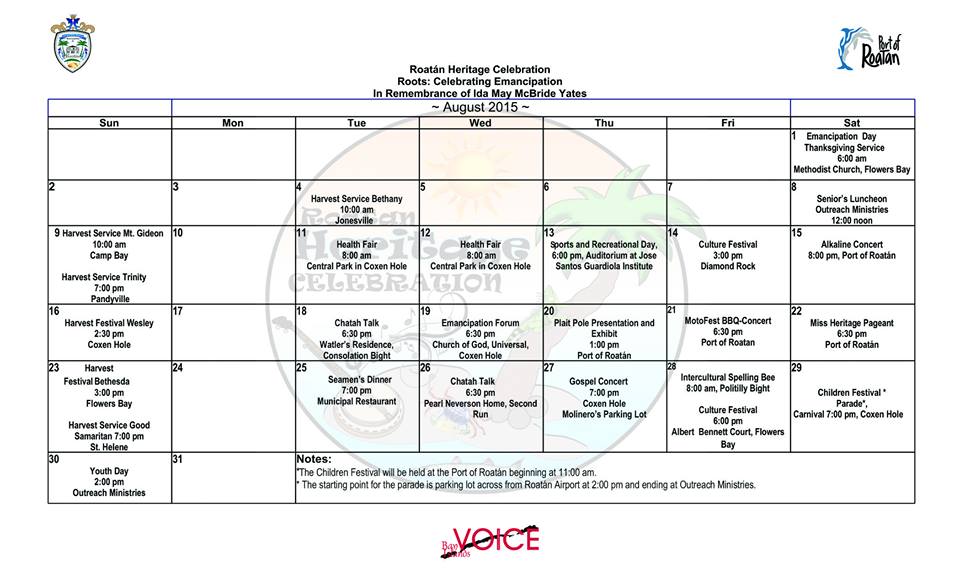 Port of
Roatán
Roatán Heritage Celebration
Roots: Celebrating Emancipation
In Remembrance of Ida May McBride Yates
~ August 2015 ~
Sun Mon Tue Wed Thu Fri Sat
1 Emancipation Day
Thanksgiving Service
6:00 am
Methodist Church, Flowers Bay
2
3
4
Harvest Service Bethany
10:00 am
Jonesville
5
6
7
8
Senior's Luncheon
Outreach Ministries
12:00 noon
9 Harvest Service Mt. Gideon
10:00 am
Camp Bay
Harvest Service Trinity
7:00 pm
Pandyville
10
11
Health Fair
8:00 am
Central Park in Coxen Hole
12
Health Fair
8:00 am
Central Park in Coxen Hole
13
Sports and Recreational Day,
6:00 pm, Auditorium at Jose
Santos Guardiola Institute
14
Culture Festival
3:00 pm
Diamond Rock
15
Alkaline Concert
8:00 pm, Port of Roatán
16
Harvest Festival Wesley
2:30 pm
Coxen Hole
17
18
Chatah Talk
6:30 pm
Watler's Residence,
Consolation Bight
19
Emancipation Forum
6:30 pm
Church of God, Universal,
Coxen Hole
20
Plait Pole Presentation and
Exhibit
1:00 pm
Port of Roatán
21
MotoFest BBQ-Concert
6:30 pm
Port of Roatan
22
Miss Heritage Pageant
6:30 pm
Port of Roatán
23 Harvest
Festival Bethesda
3:00 pm
Flowers Bay
Harvest Service Good
Samaritan 7:00 pm
St. Helene
24
25
Seamen's Dinner
7:00 pm
Municipal Restaurant
26
Chatah Talk
6:30 pm
Pearl Neverson Home, Second
Run
27
Gospel Concert
7:00 pm
Coxen Hole
Molinero's Parking Lot
28
Intercultural Spelling Bee
8:00 am, Politilly Bight
Culture Festival
6:00 pm
Albert Bennett Court, Flowers
Bay
29
Children Festival *
Parade*,
Carnival 7:00 pm, Coxen Hole
30
Youth Day
2:00 pm
Outreach Ministries
31
Notes:
*The Children Festival will be held at the Port of Roatán beginning at 11:00 am.
* The starting point for the parade is parking lot across from Roatán Airport at 2:00 pm and ending at Outreach Ministries.
Roatan
Heritage
CELEBRATION
Bay Islands VOICE